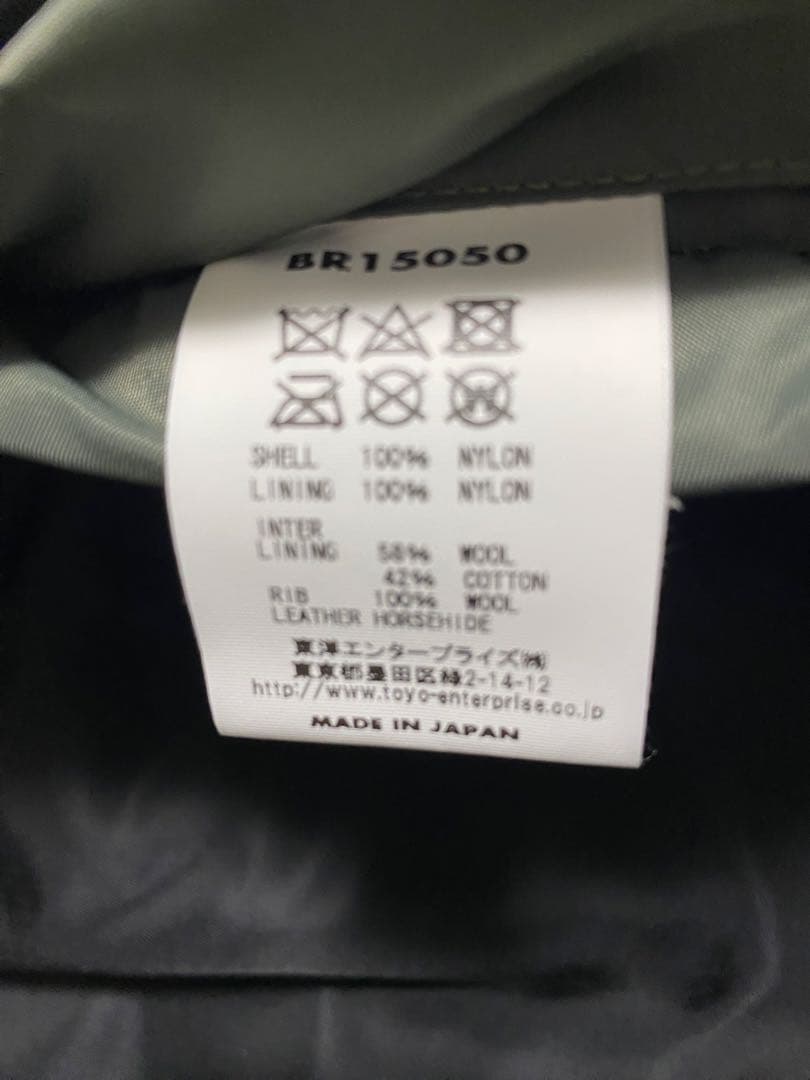 BR15050
SHELL 100% NYLON
LINING 100% NYLON
INTER
LINING 58% WOOL
42% COTTON
RIB 100% WOOL
LEATHER HORSEHIDE
東洋エンタープライズ㈱
東京都墨田区緑2-14-12
http://www.toyo-enterprise.co.jp
MADE IN JAPAN